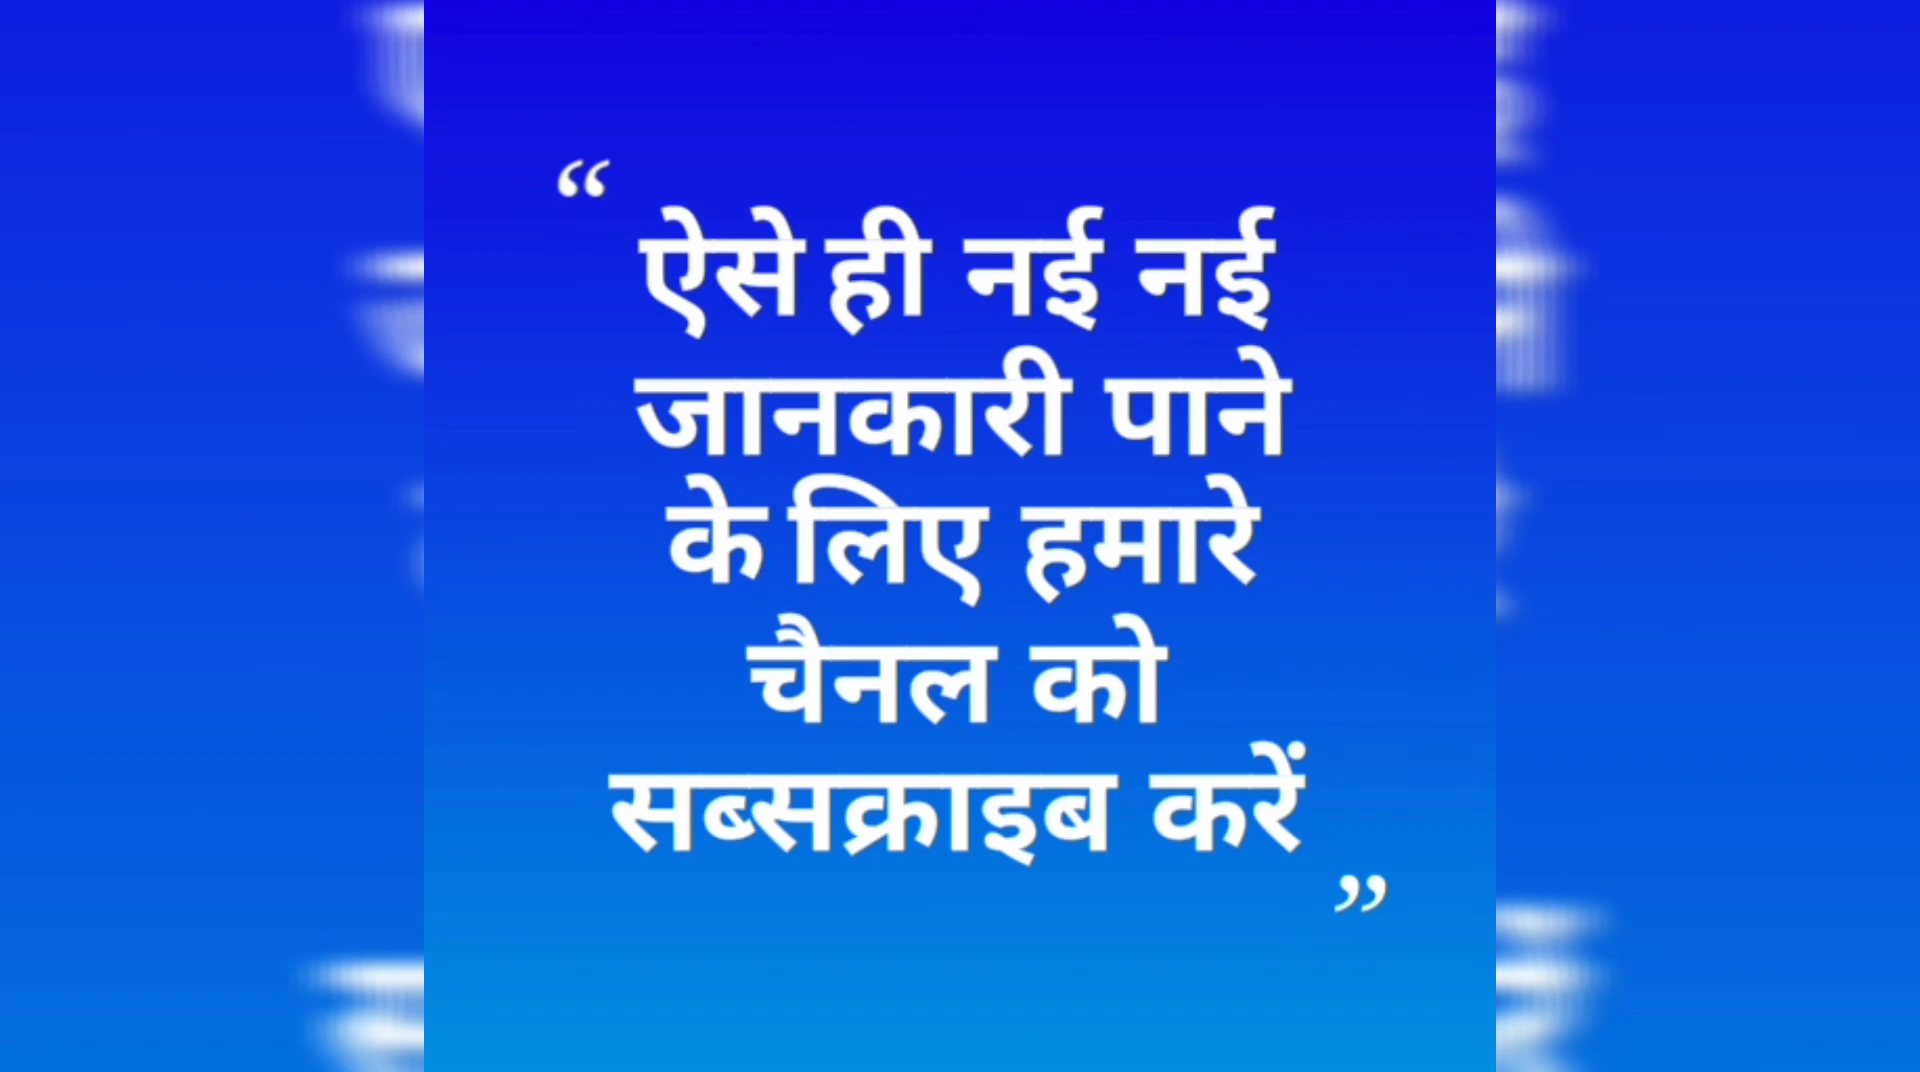 “ ऐसे ही नई नई
जानकारी पाने
के लिए हमारे
चैनल को
सब्सक्राइब करें ”